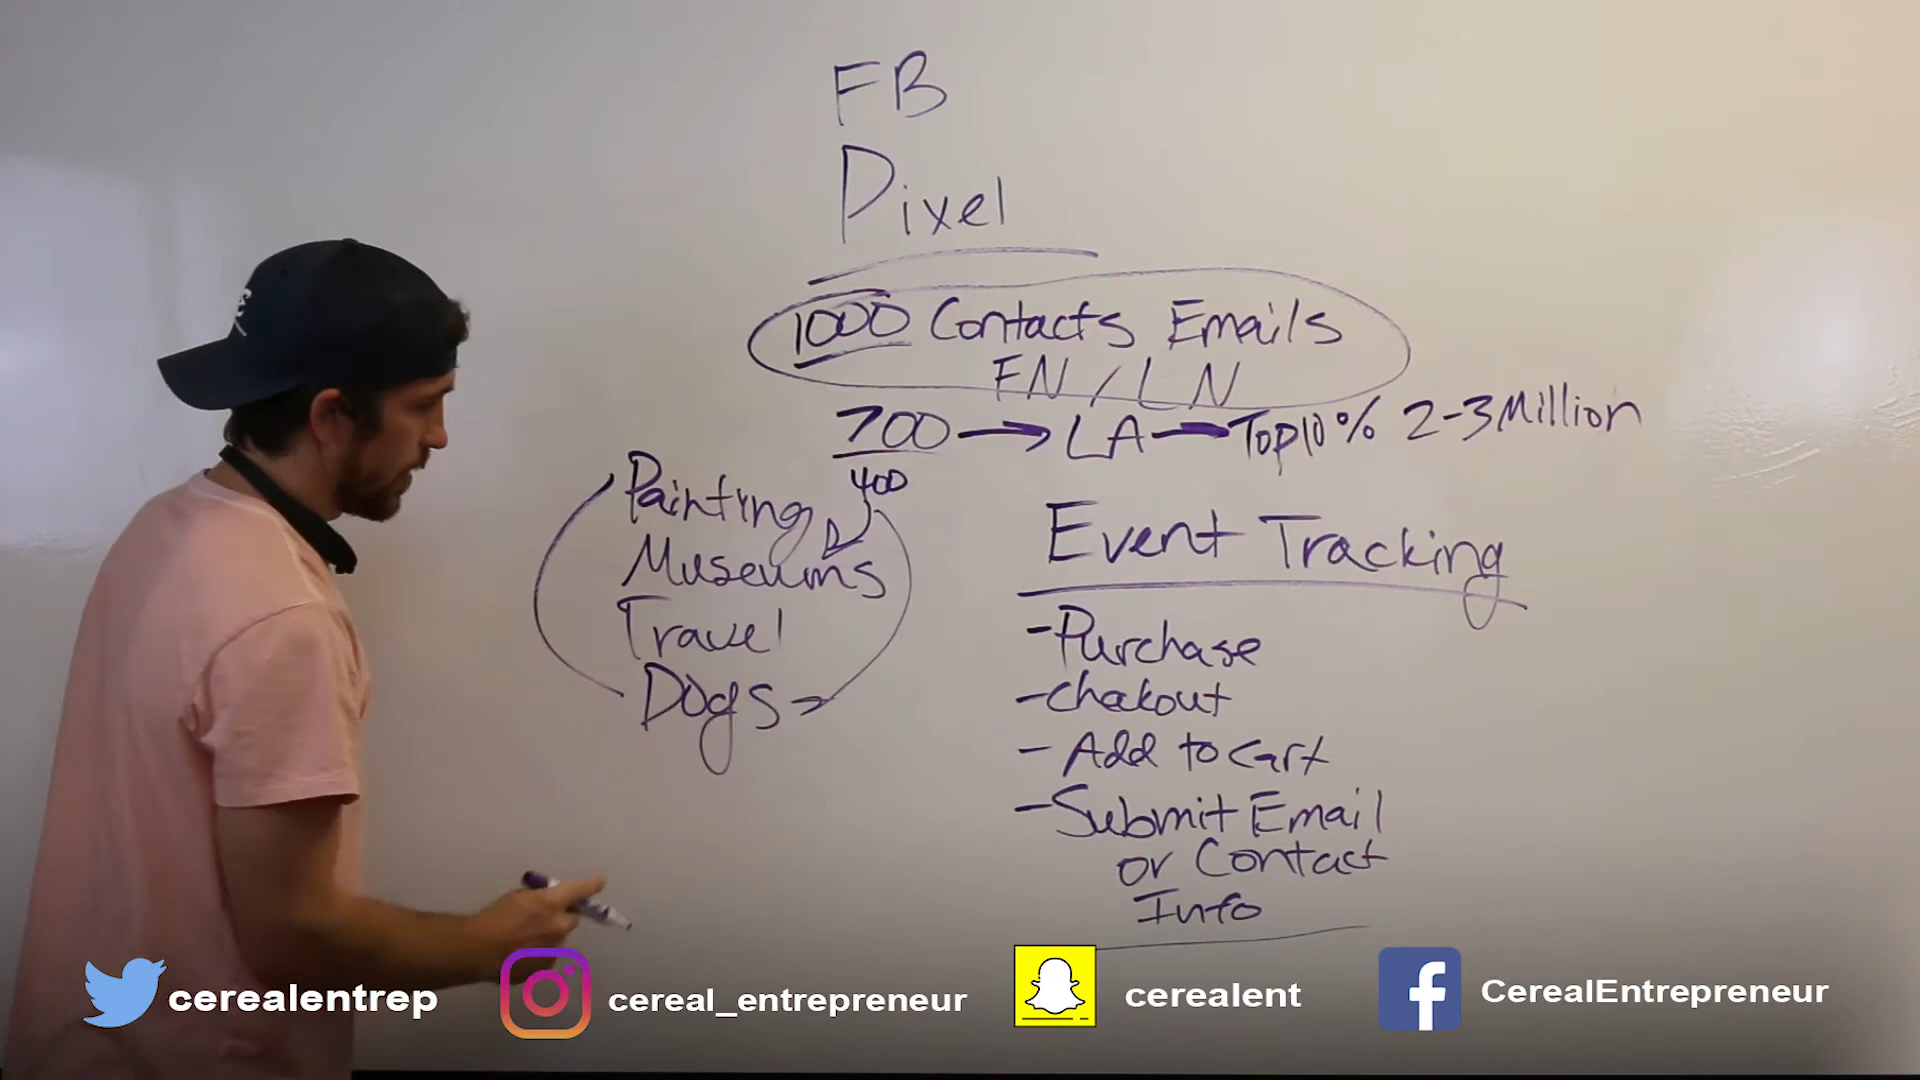 FB
Pixel
1000 Contacts Emails
FN / LN
700 → LA → Top 10% 2-3 Million
400
Painting
Museums
Travel
Dogs
Event Tracking
- Purchase
- Chakout
- Add to Cart
- Submit Email
or Contact
Info
cerealentrep
cereal_entrepreneur
cerealent
CerealEntrepreneur